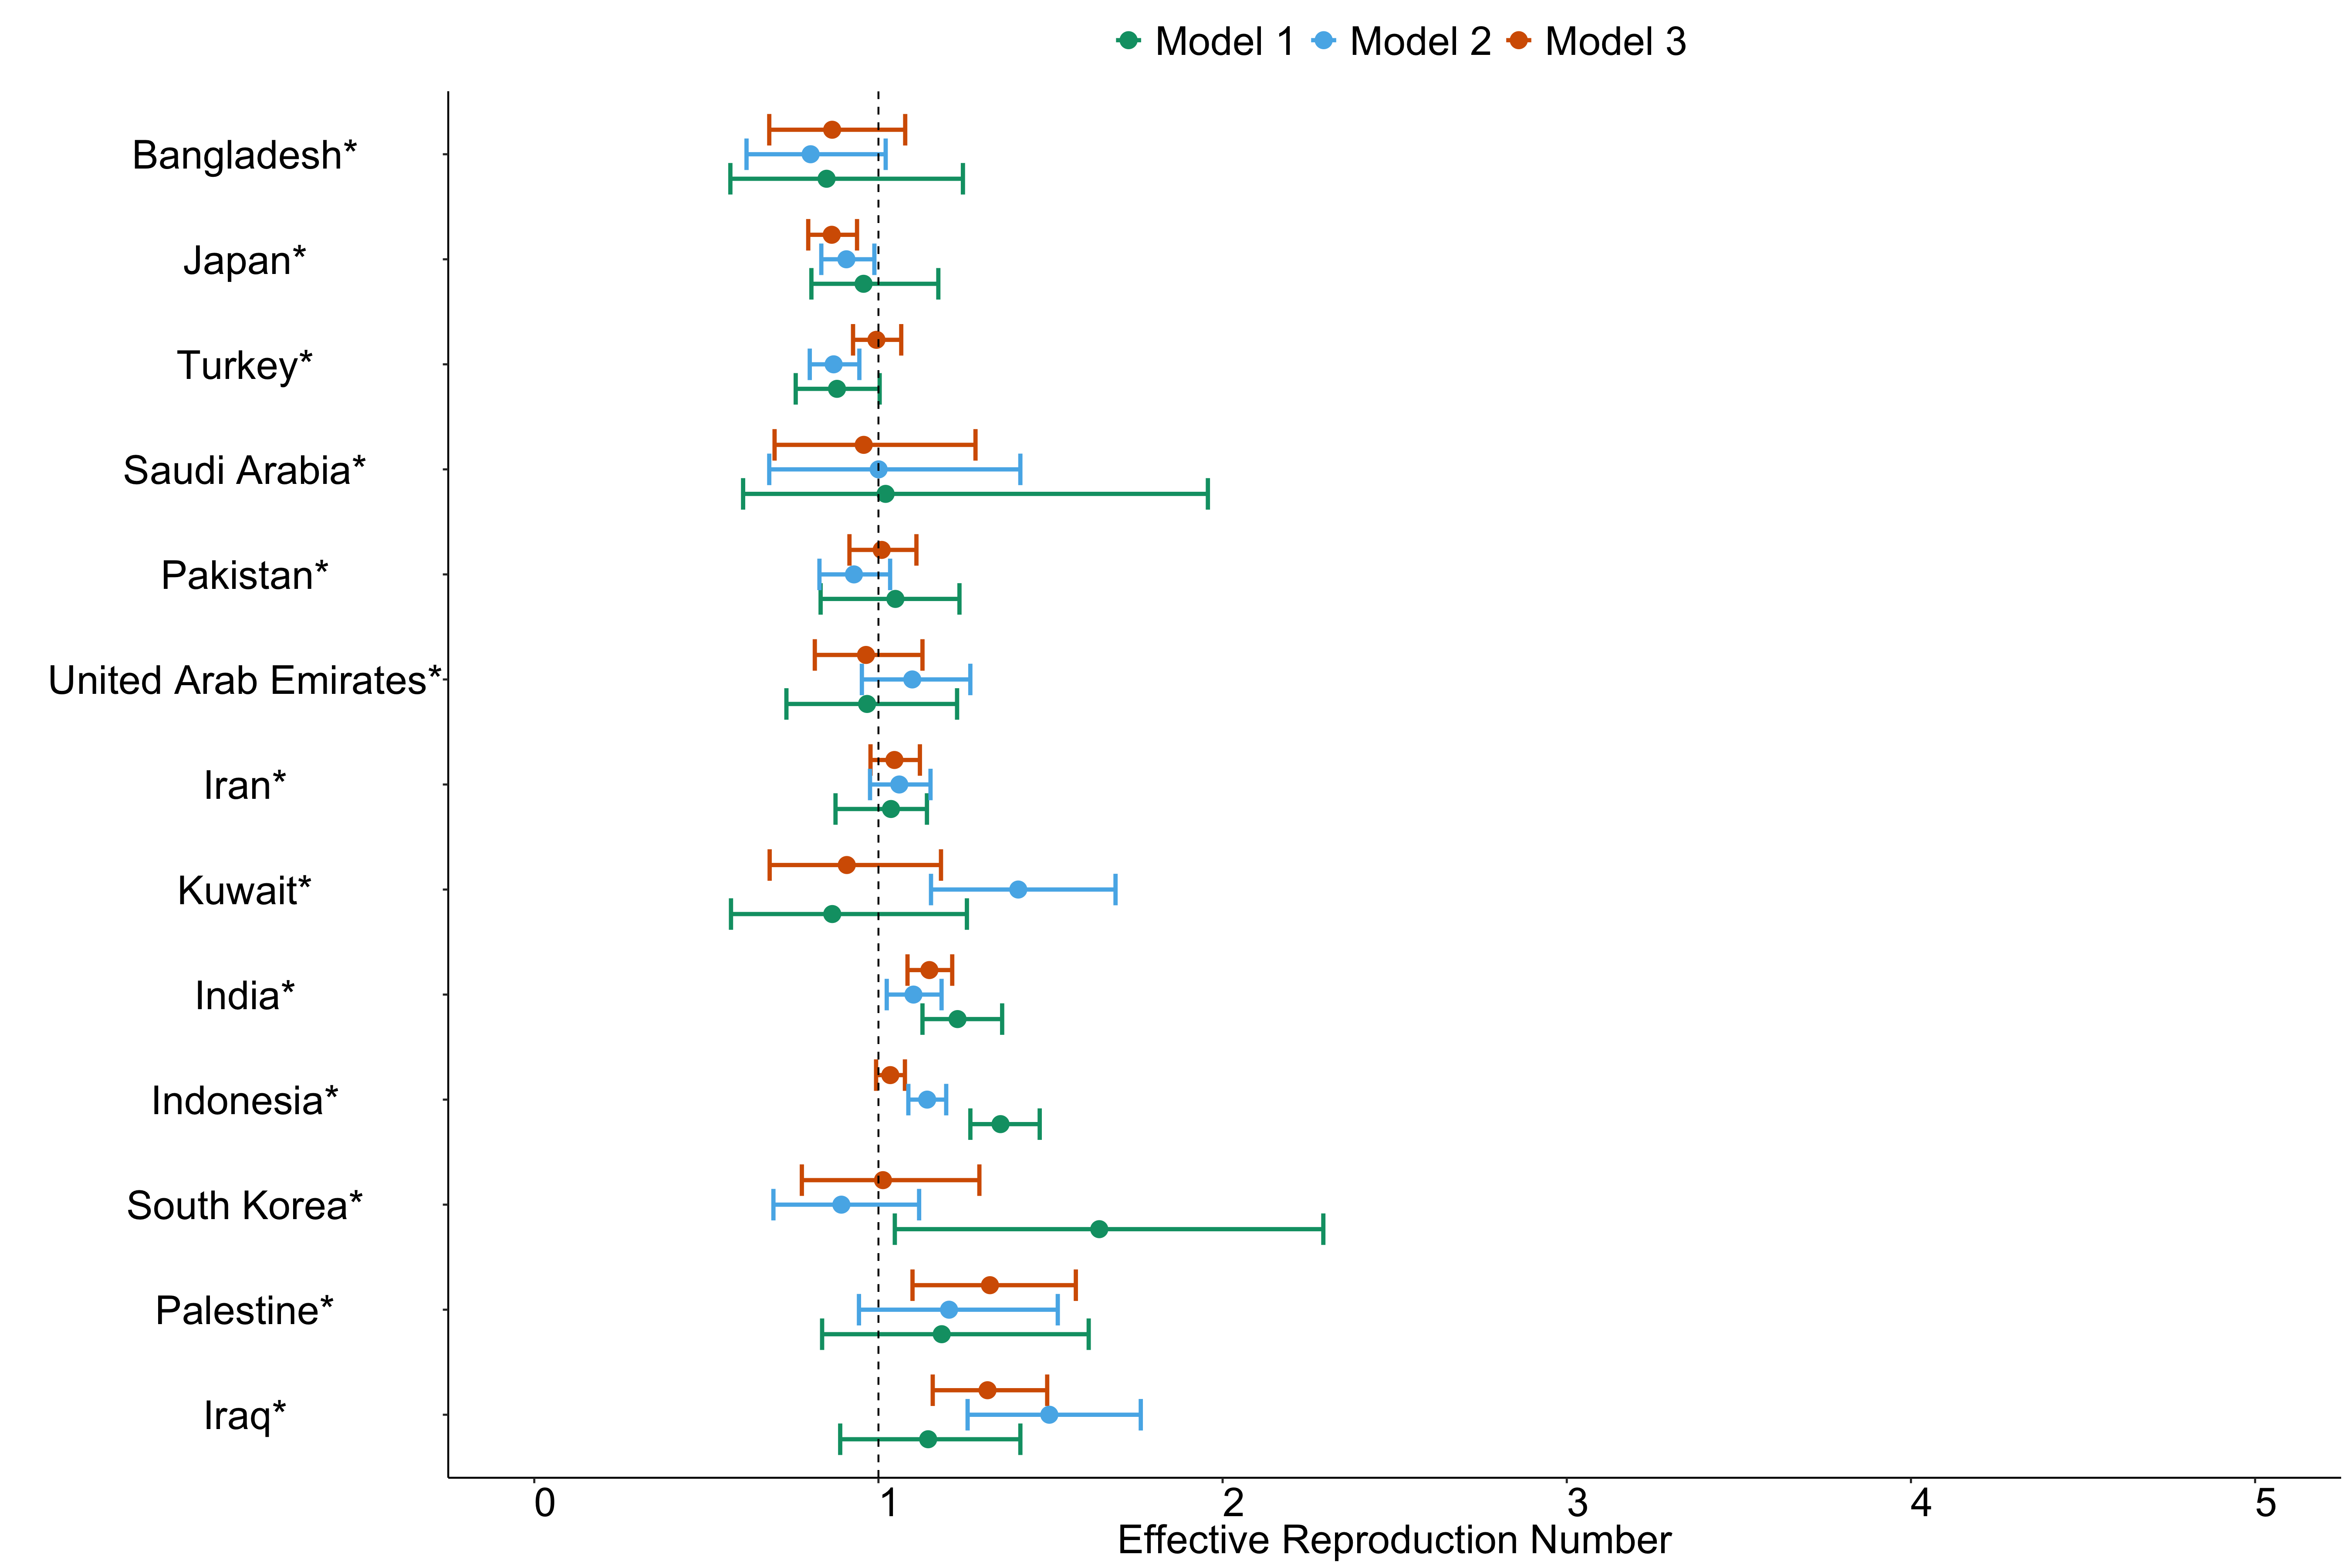 Model 1 Model 2 Model 3
Bangladesh*
Japan*
Turkey*
Saudi Arabia*
Pakistan*
United Arab Emirates*
Iran*
Kuwait*
India*
Indonesia*
South Korea*
Palestine*
Iraq*
0 1 2 3 4 5
Effective Reproduction Number